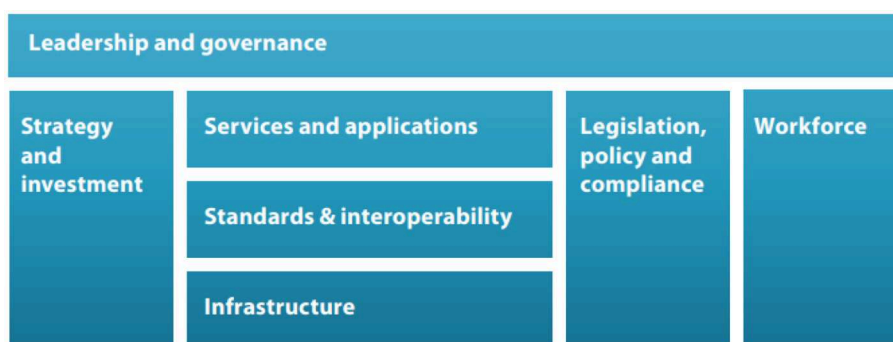 Leadership and governance
Strategy
and
investment
Services and applications
Standards & interoperability
Infrastructure
Legislation,
policy and
compliance
Workforce